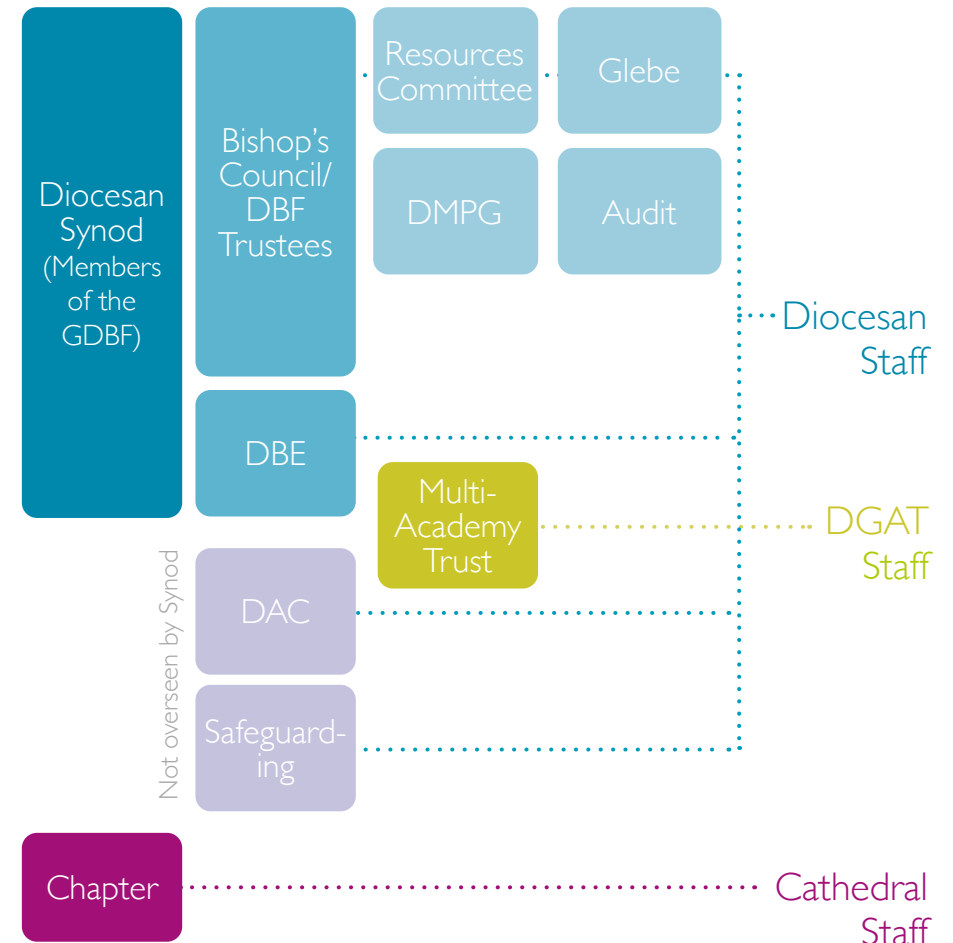 Diocesan
Synod
(Members
of the
GDBF)
Bishop's
Council/
DBF
Trustees
Resources
Committee
Glebe
DMPG
Audit
Diocesan
Staff
DBE
Multi-
Academy
Trust
DGAT
Staff
Not overseen by Synod
DAC
Safeguard-
ing
Chapter
Cathedral
Staff